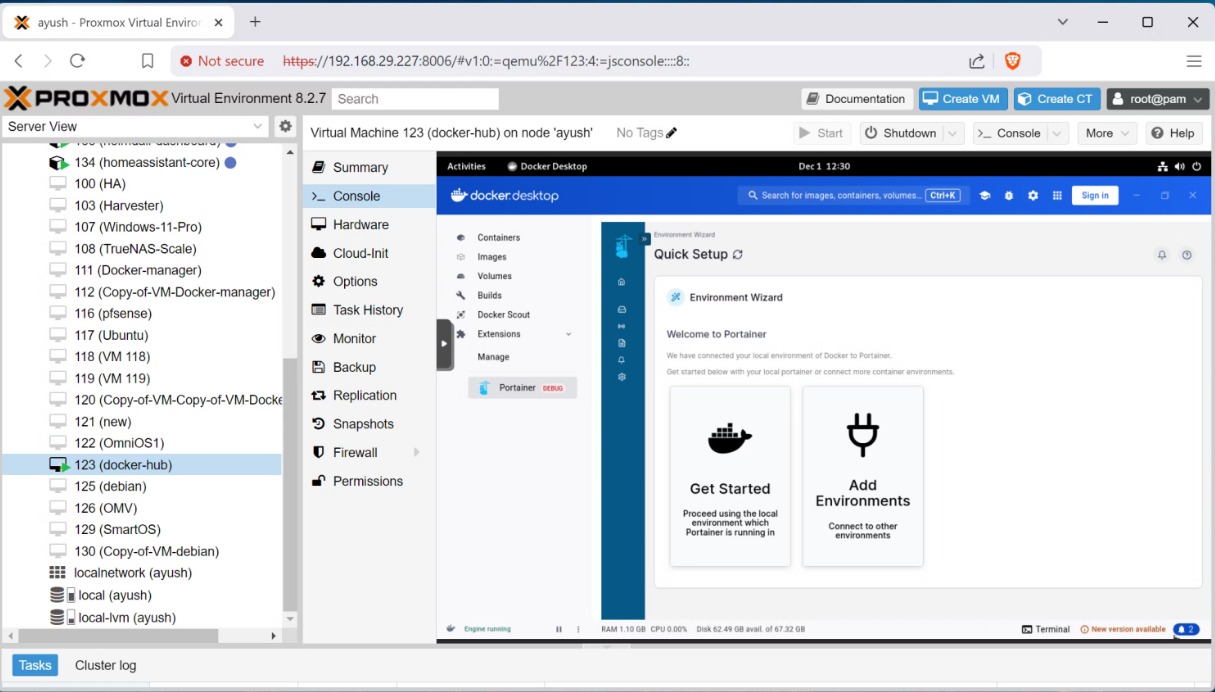 ayush - Proxmox Virtual Enviror
Not secure https://192.168.29.227:8006/#v1:0:=qemu%2F123:4:=jsconsole::::8::
PROXMOX Virtual Environment 8.2.7 Search Documentation Create VM Create CT root@pam
Server View
Virtual Machine 123 (docker-hub) on node 'ayush' No Tags Start Shutdown Console More Help
134 (homeassistant-core)
100 (HA)
103 (Harvester)
107 (Windows-11-Pro)
108 (TrueNAS-Scale)
111 (Docker-manager)
112 (Copy-of-VM-Docker-manager)
116 (pfsense)
117 (Ubuntu)
118 (VM 118)
119 (VM 119)
120 (Copy-of-VM-Copy-of-VM-Docke
121 (new)
122 (OmniOS1)
123 (docker-hub)
125 (debian)
126 (OMV)
129 (SmartOS)
130 (Copy-of-VM-debian)
localnetwork (ayush)
local (ayush)
local-lvm (ayush)
Summary
Console
Hardware
Cloud-Init
Options
Task History
Monitor
Backup
Replication
Snapshots
Firewall
Permissions
Activities Docker Desktop Dec 1 12:30
docker.desktop Search for images, containers, volumes... Ctrl+K Sign in
Containers
Images
Volumes
Builds
Docker Scout
Extensions
Manage
Portainer DEBUG
Environment Wizard
Quick Setup
Environment Wizard
Welcome to Portainer
We have connected your local environment of Docker to Portainer.
Get started below with your local portainer or connect more container environments.
Get Started
Proceed using the local
environment which
Portainer is running in
Add
Environments
Connect to other
environments
Engine running RAM 1.10 GB CPU 0.00% Disk 62.49 GB avail. of 67.32 GB Terminal New version available 2
Tasks Cluster log